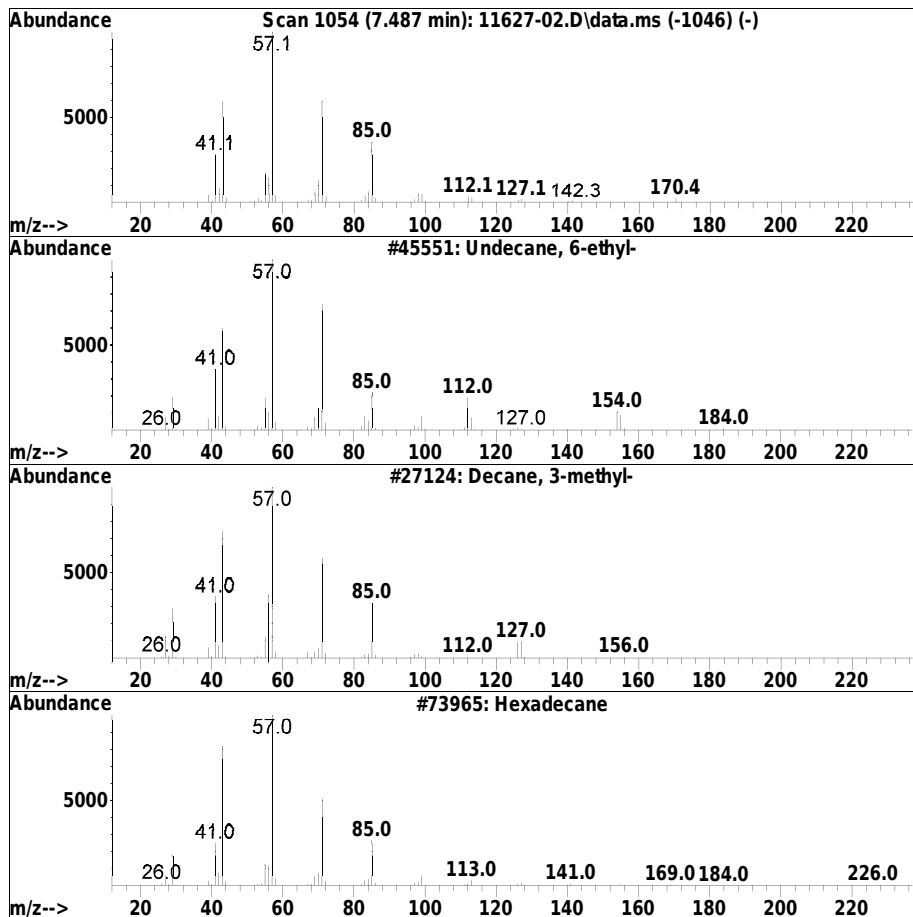 Abundance Scan 1054 (7.487 min): 11627-02.D\data.ms (-1046) (-)
57.1
5000
41.1 85.0
112.1 127.1 142.3 170.4
m/z--> 20 40 60 80 100 120 140 160 180 200 220
Abundance #45551: Undecane, 6-ethyl-
57.0
5000
41.0 85.0 112.0 154.0
26.0 127.0 184.0
m/z--> 20 40 60 80 100 120 140 160 180 200 220
Abundance #27124: Decane, 3-methyl-
57.0
5000
41.0 85.0 127.0
26.0 112.0 156.0
m/z--> 20 40 60 80 100 120 140 160 180 200 220
Abundance #73965: Hexadecane
57.0
5000
41.0 85.0
26.0 113.0 141.0 169.0 184.0 226.0
m/z--> 20 40 60 80 100 120 140 160 180 200 220